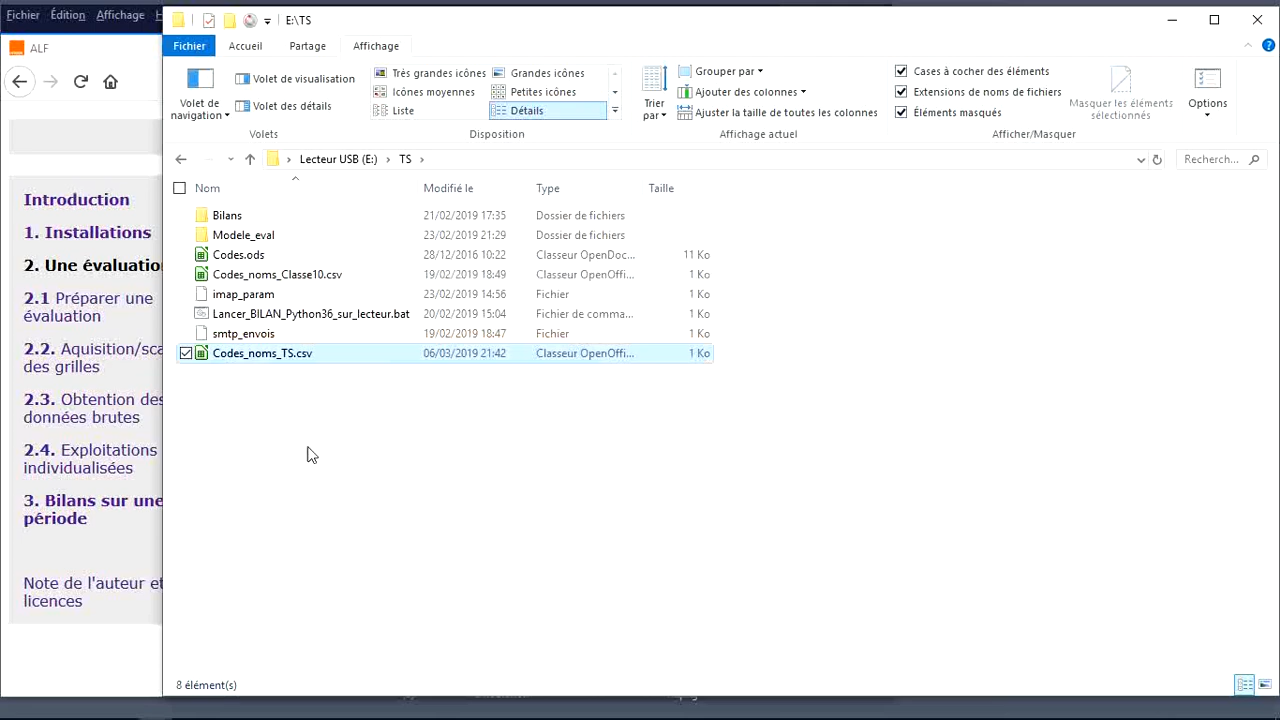 Fichier Édition Affichage H
ALF
Introduction
1. Installations
2. Une évaluation
2.1 Préparer une
évaluation
2.2. Aquisition/sca
des grilles
2.3. Obtention des
données brutes
2.4. Exploitations
individualisées
3. Bilans sur une
période
Note de l'auteur et
licences
E:\TS
Fichier Accueil Partage Affichage
Volet de
navigation
Volet de visualisation
Volet des détails
Volets
Très grandes icônes Grandes icônes
Icônes moyennes Petites icônes
Liste Détails
Disposition
Trier
par
Grouper par
Ajouter des colonnes
Ajuster la taille de toutes les colonnes
Affichage actuel
Cases à cocher des éléments
Extensions de noms de fichiers
Éléments masqués
Masquer les éléments
sélectionnés
Afficher/Masquer
Options
Lecteur USB (E:) > TS >
Recherch...
Nom Modifié le Type Taille
Bilans 21/02/2019 17:35 Dossier de fichiers
Modele_eval 23/02/2019 21:29 Dossier de fichiers
Codes.ods 28/12/2016 10:22 Classeur OpenDoc... 11 Ko
Codes_noms_Classe10.csv 19/02/2019 18:49 Classeur OpenOffi... 1 Ko
imap_param 23/02/2019 14:56 Fichier 1 Ko
Lancer_BILAN_Python36_sur_lecteur.bat 20/02/2019 15:04 Fichier de comma... 1 Ko
smtp_envois 19/02/2019 18:47 Fichier 1 Ko
Codes_noms_TS.csv 06/03/2019 21:42 Classeur OpenOffi... 1 Ko
8 élément(s)